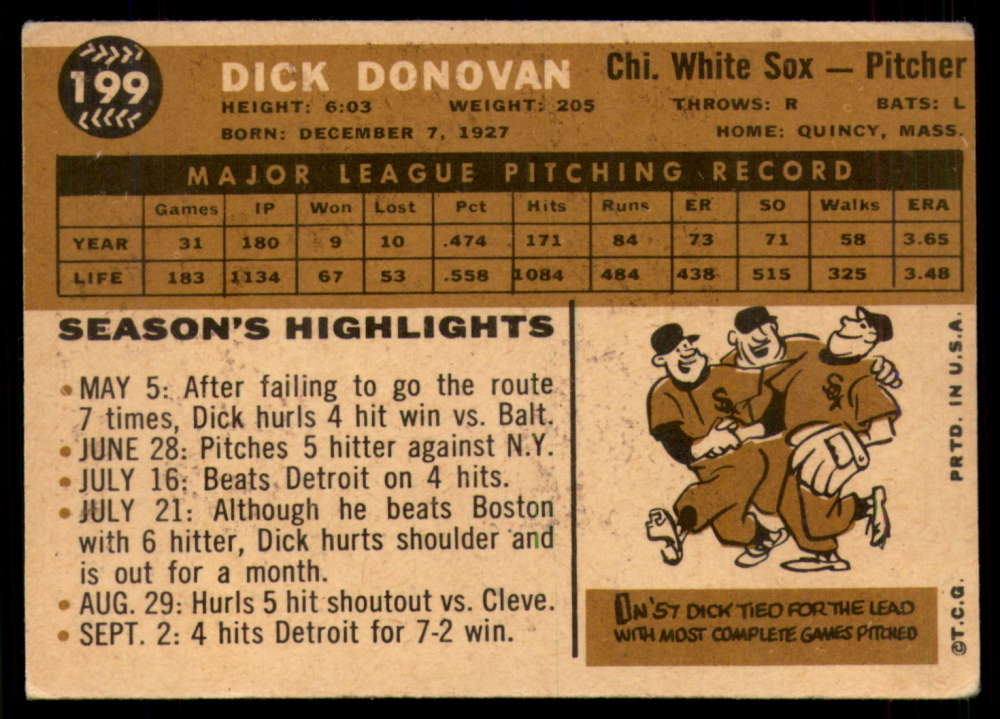 199
DICK DONOVAN Chi. White Sox — Pitcher
HEIGHT: 6:03 WEIGHT: 205 THROWS: R BATS: L
BORN: DECEMBER 7, 1927 HOME: QUINCY, MASS.
MAJOR LEAGUE PITCHING RECORD
Games IP Won Lost Pct Hits Runs ER SO Walks ERA
YEAR 31 180 9 10 .474 171 84 73 71 58 3.65
LIFE 183 1134 67 53 .558 1084 484 438 515 325 3.48
SEASON'S HIGHLIGHTS
• MAY 5: After failing to go the route
7 times, Dick hurls 4 hit win vs. Balt.
• JUNE 28: Pitches 5 hitter against N.Y.
• JULY 16: Beats Detroit on 4 hits.
• JULY 21: Although he beats Boston
with 6 hitter, Dick hurts shoulder and
is out for a month.
• AUG. 29: Hurls 5 hit shoutout vs. Cleve.
• SEPT. 2: 4 hits Detroit for 7-2 win.
SOX
SOX
IN '57 DICK TIED FOR THE LEAD
WITH MOST COMPLETE GAMES PITCHED
©T.C.G. PRTD. IN U.S.A.